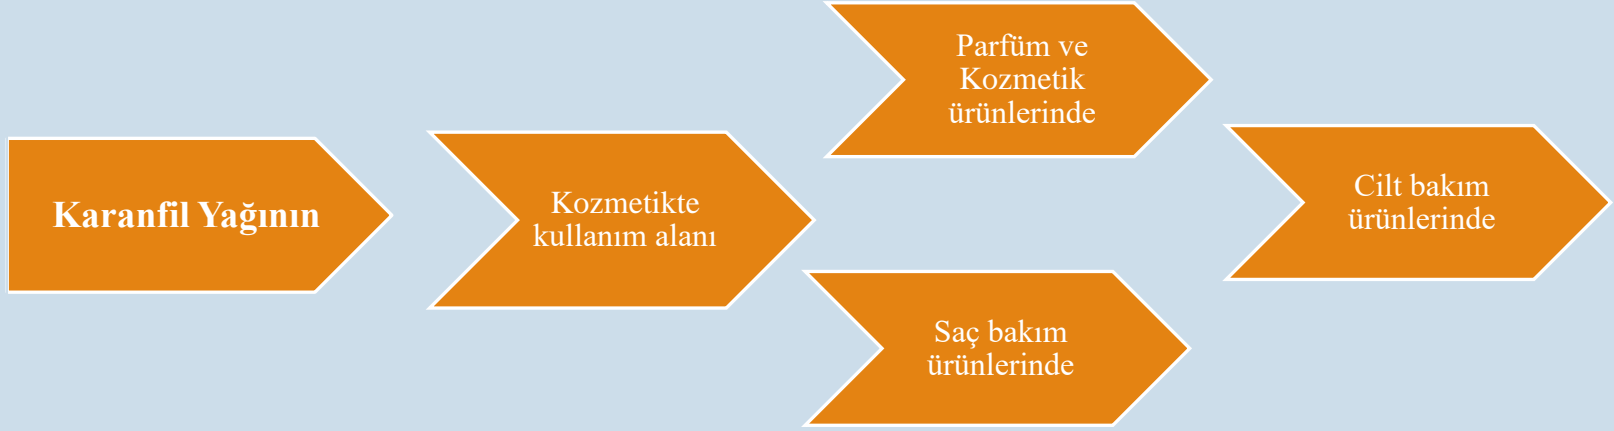 Karanfil Yağının
Kozmetikte
kullanım alanı
Parfüm ve
Kozmetik
ürünlerinde
Saç bakım
ürünlerinde
Cilt bakım
ürünlerinde